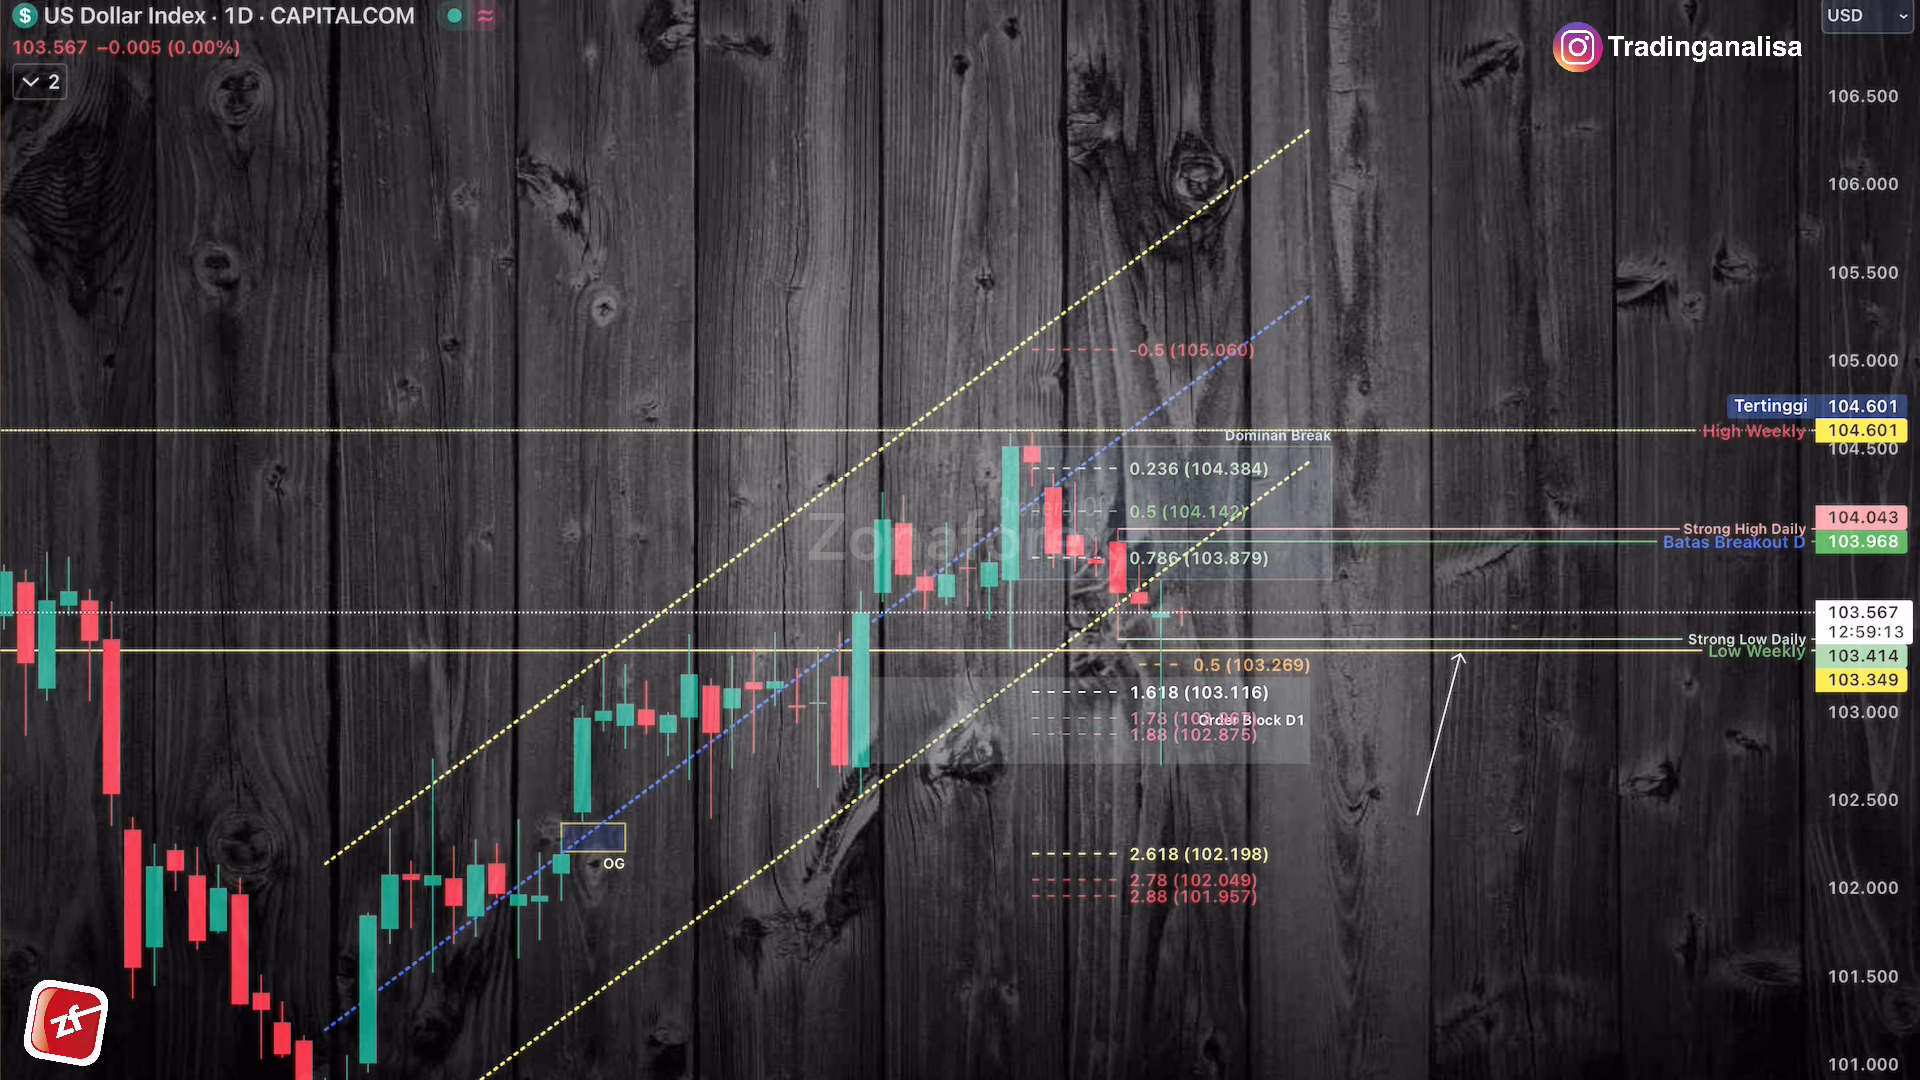 $ US Dollar Index · 1D · CAPITALCOM
103.567 −0.005 (0.00%)
2
USD
Tradinganalisa
106.500
106.000
105.500
-0.5 (105.060)
105.000
Tertinggi 104.601
Dominan Break
High Weekly 104.601
104.500
0.236 (104.384)
0.5 (104.142)
104.043
Strong High Daily
Batas Breakout D 103.968
Zonaforex
0.786 (103.879)
103.567
12:59:13
Strong Low Daily
Low Weekly 103.414
0.5 (103.269)
103.349
1.618 (103.116)
103.000
Order Block D1
1.88 (102.875)
102.500
OG
2.618 (102.198)
2.78 (102.049)
102.000
2.88 (101.957)
101.500
zf
101.000